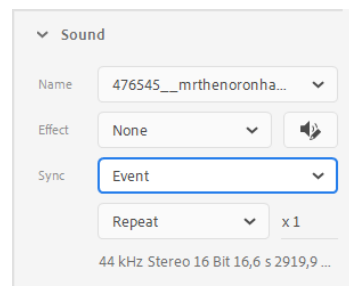 Sound
Name 476545__mrthenoronha...
Effect None
Sync Event
Repeat x 1
44 kHz Stereo 16 Bit 16,6 s 2919,9 ...